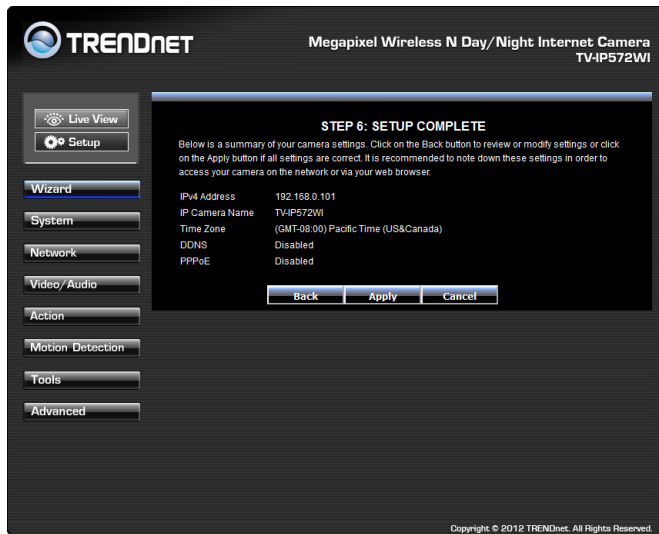 TRENDNET
Megapixel Wireless N Day/Night Internet Camera
TV-IP572WI
Live View
Setup
Wizard
System
Network
Video/Audio
Action
Motion Detection
Tools
Advanced
STEP 6: SETUP COMPLETE
Below is a summary of your camera settings. Click on the Back button to review or modify settings or click
on the Apply button if all settings are correct. It is recommended to note down these settings in order to
access your camera on the network or via your web browser.
IPv4 Address 192.168.0.101
IP Camera Name TV-IP572WI
Time Zone (GMT-08:00) Pacific Time (US&Canada)
DDNS Disabled
PPPoE Disabled
Back Apply Cancel
Copyright © 2012 TRENDnet. All Rights Reserved.